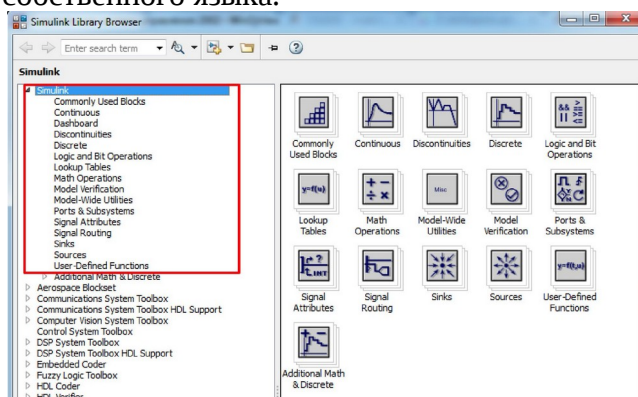 собственного языка.
Simulink Library Browser
Enter search term
Simulink
Simulink
Commonly Used Blocks
Continuous
Dashboard
Discontinuities
Discrete
Logic and Bit Operations
Lookup Tables
Math Operations
Model Verification
Model-Wide Utilities
Ports & Subsystems
Signal Attributes
Signal Routing
Sinks
Sources
User-Defined Functions
Additional Math & Discrete
Aerospace Blockset
Communications System Toolbox
Communications System Toolbox HDL Support
Computer Vision System Toolbox
Control System Toolbox
DSP System Toolbox
DSP System Toolbox HDL Support
Embedded Coder
Fuzzy Logic Toolbox
HDL Coder
HDL Verifier
Commonly
Used Blocks
Continuous
Discontinuities
Discrete
&& >=
|| <=
Logic and Bit
Operations
y=f(u)
Lookup
Tables
+ −
÷ ×
Math
Operations
Misc
Model-Wide
Utilities
Model
Verification
Ports &
Subsystems
Signal
Attributes
Signal
Routing
Sinks
Sources
y=f(t,u)
User-Defined
Functions
Additional Math
& Discrete